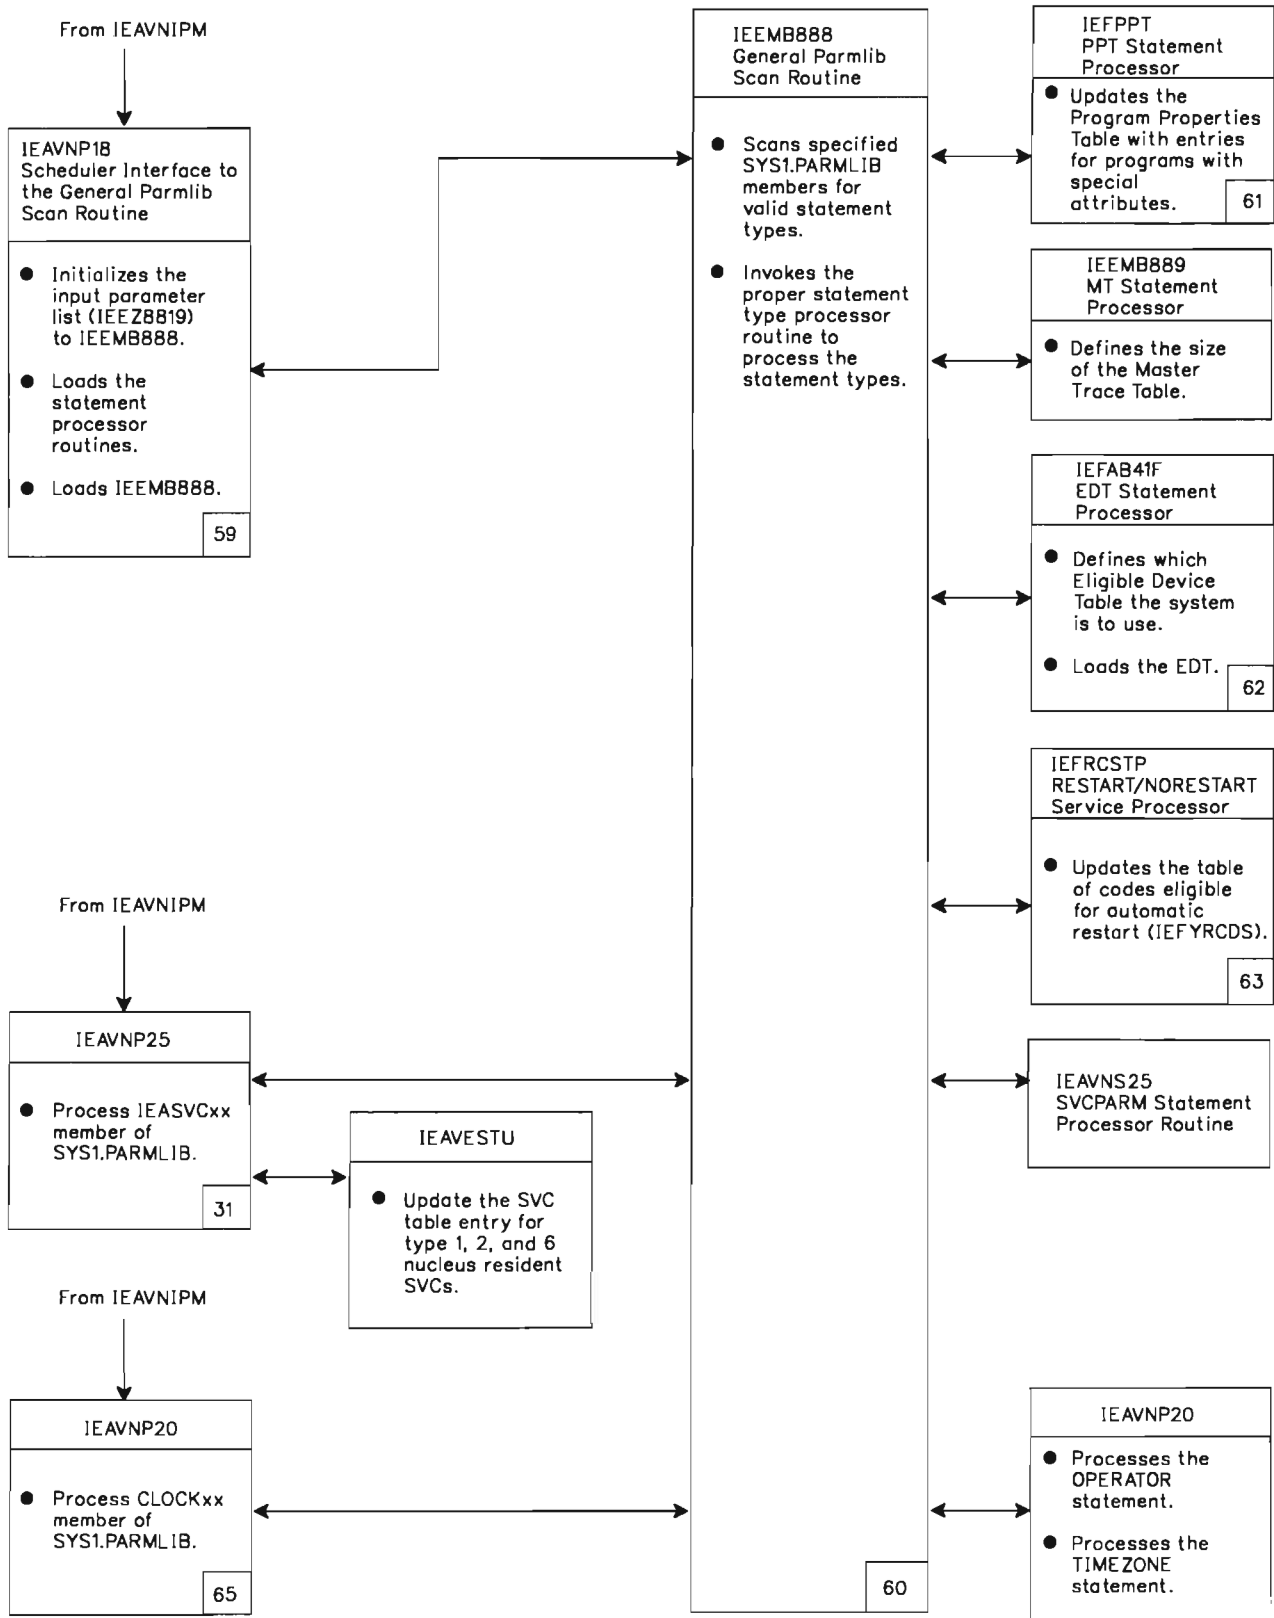 From IEAVNIPM
IEAVNP18
Scheduler Interface to
the General Parmlib
Scan Routine
● Initializes the
input parameter
list (IEEZ8819)
to IEEMB888.
● Loads the
statement
processor
routines.
● Loads IEEMB888.
59
From IEAVNIPM
IEAVNP25
● Process IEASVCxx
member of
SYS1.PARMLIB.
31
IEAVESTU
● Update the SVC
table entry for
type 1, 2, and 6
nucleus resident
SVCs.
From IEAVNIPM
IEAVNP20
● Process CLOCKxx
member of
SYS1.PARMLIB.
65
IEEMB888
General Parmlib
Scan Routine
● Scans specified
SYS1.PARMLIB
members for
valid statement
types.
● Invokes the
proper statement
type processor
routine to
process the
statement types.
60
IEFPPT
PPT Statement
Processor
● Updates the
Program Properties
Table with entries
for programs with
special
attributes.
61
IEEMB889
MT Statement
Processor
● Defines the size
of the Master
Trace Table.
IEFAB41F
EDT Statement
Processor
● Defines which
Eligible Device
Table the system
is to use.
● Loads the EDT.
62
IEFRCSTP
RESTART/NORESTART
Service Processor
● Updates the table
of codes eligible
for automatic
restart (IEFYRCDS).
63
IEAVNS25
SVCPARM Statement
Processor Routine
IEAVNP20
● Processes the
OPERATOR
statement.
● Processes the
TIMEZONE
statement.